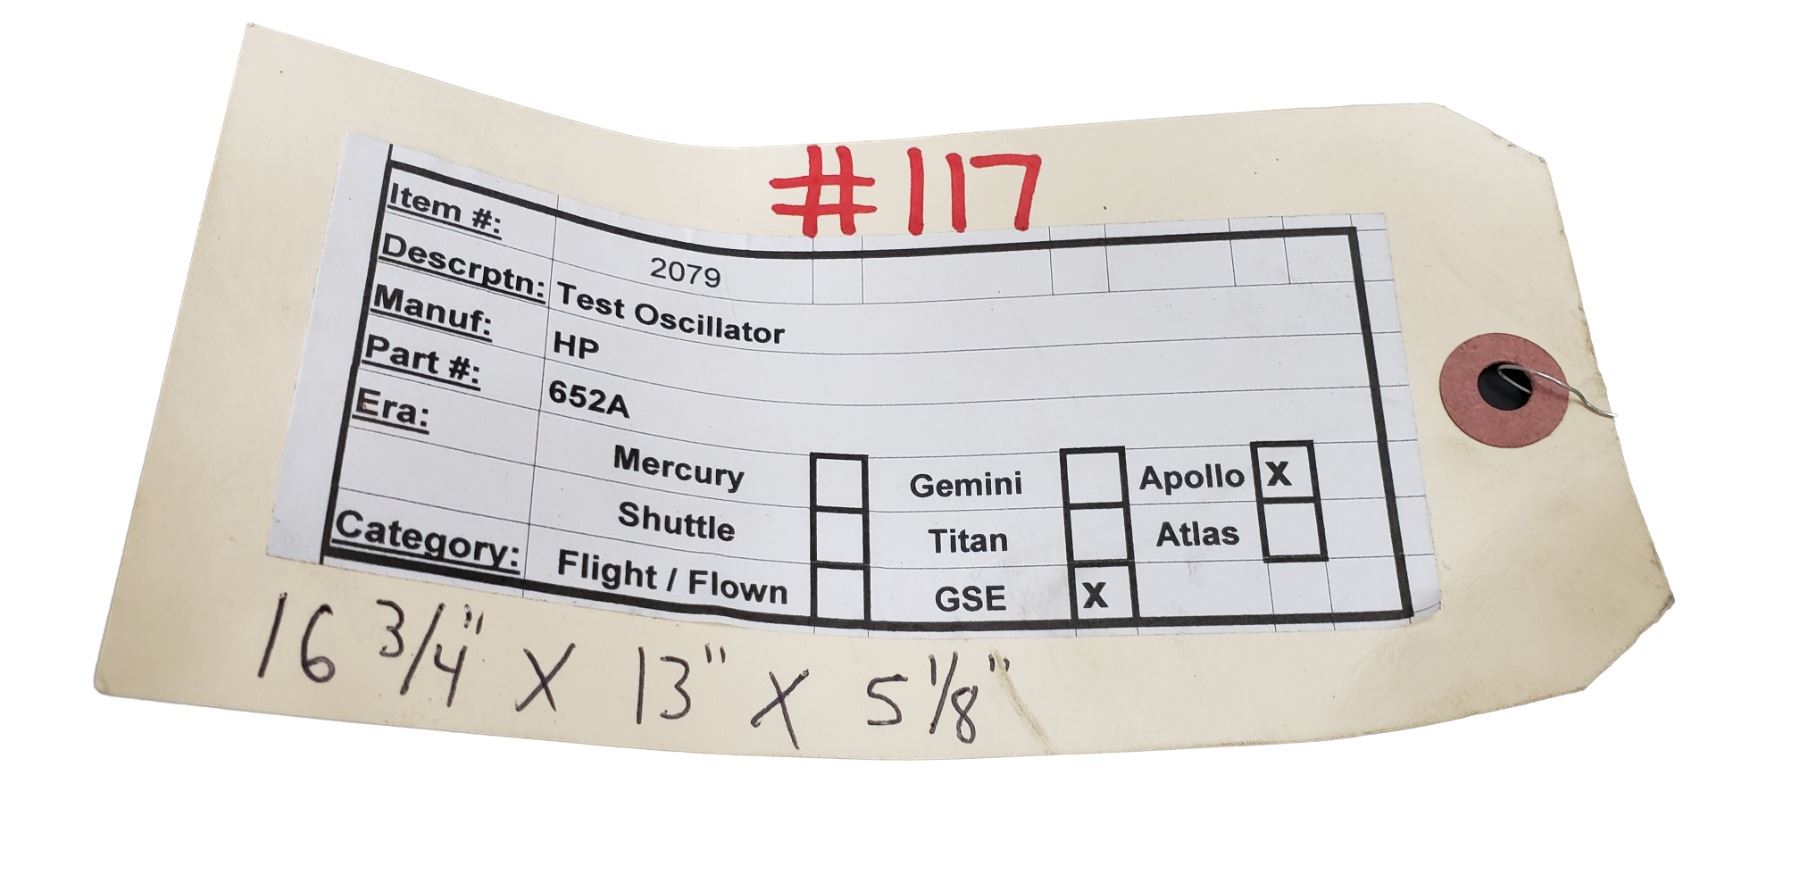 #117
Item #: 2079
Descrptn: Test Oscillator
Manuf: HP
Part #: 652A
Era:
Mercury Gemini Apollo X
Shuttle Titan Atlas
Category: Flight / Flown GSE X
16 3/4" X 13" X 5 1/8"